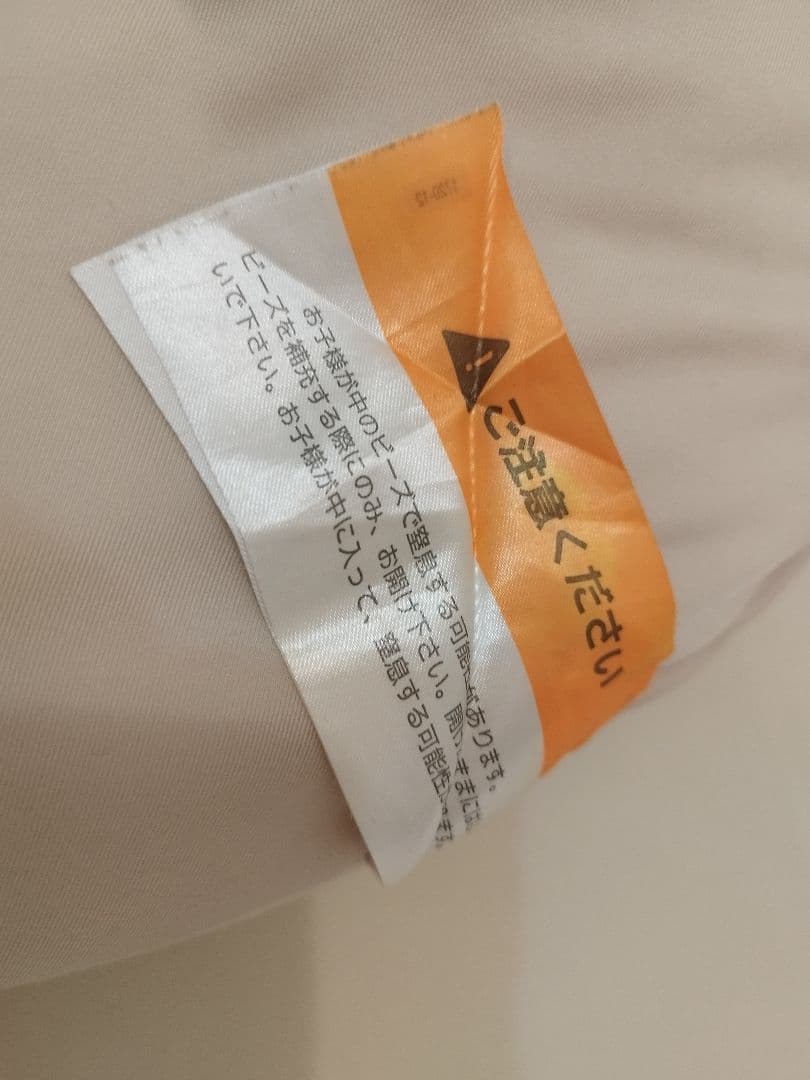 ご注意ください
お子様が中のビーズで窒息する可能性があります。
ビーズを補充する際にのみ、お開け下さい。開
いで下さい。お子様が中に入って、窒息する可能性
1720-12